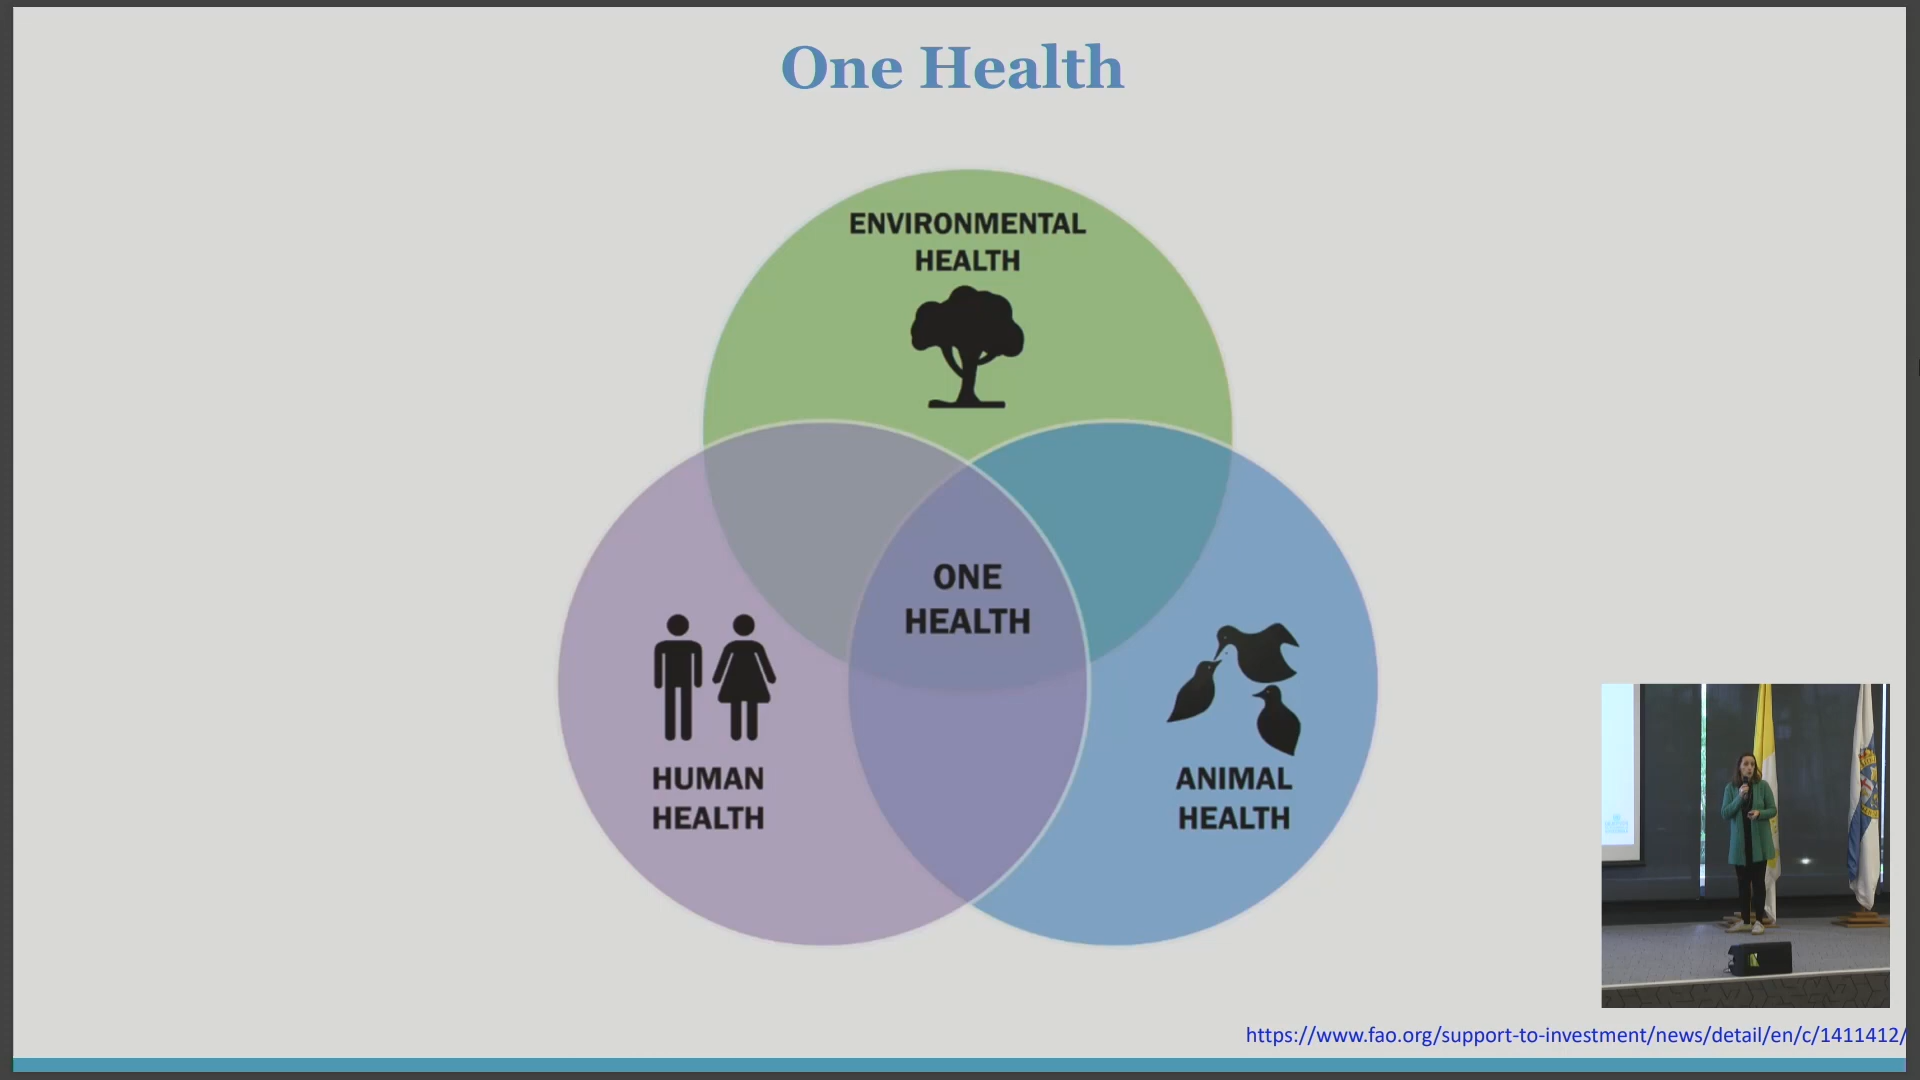 One Health
ENVIRONMENTAL
HEALTH
ONE
HEALTH
HUMAN
HEALTH
ANIMAL
HEALTH
https://www.fao.org/support-to-investment/news/detail/en/c/1411412/